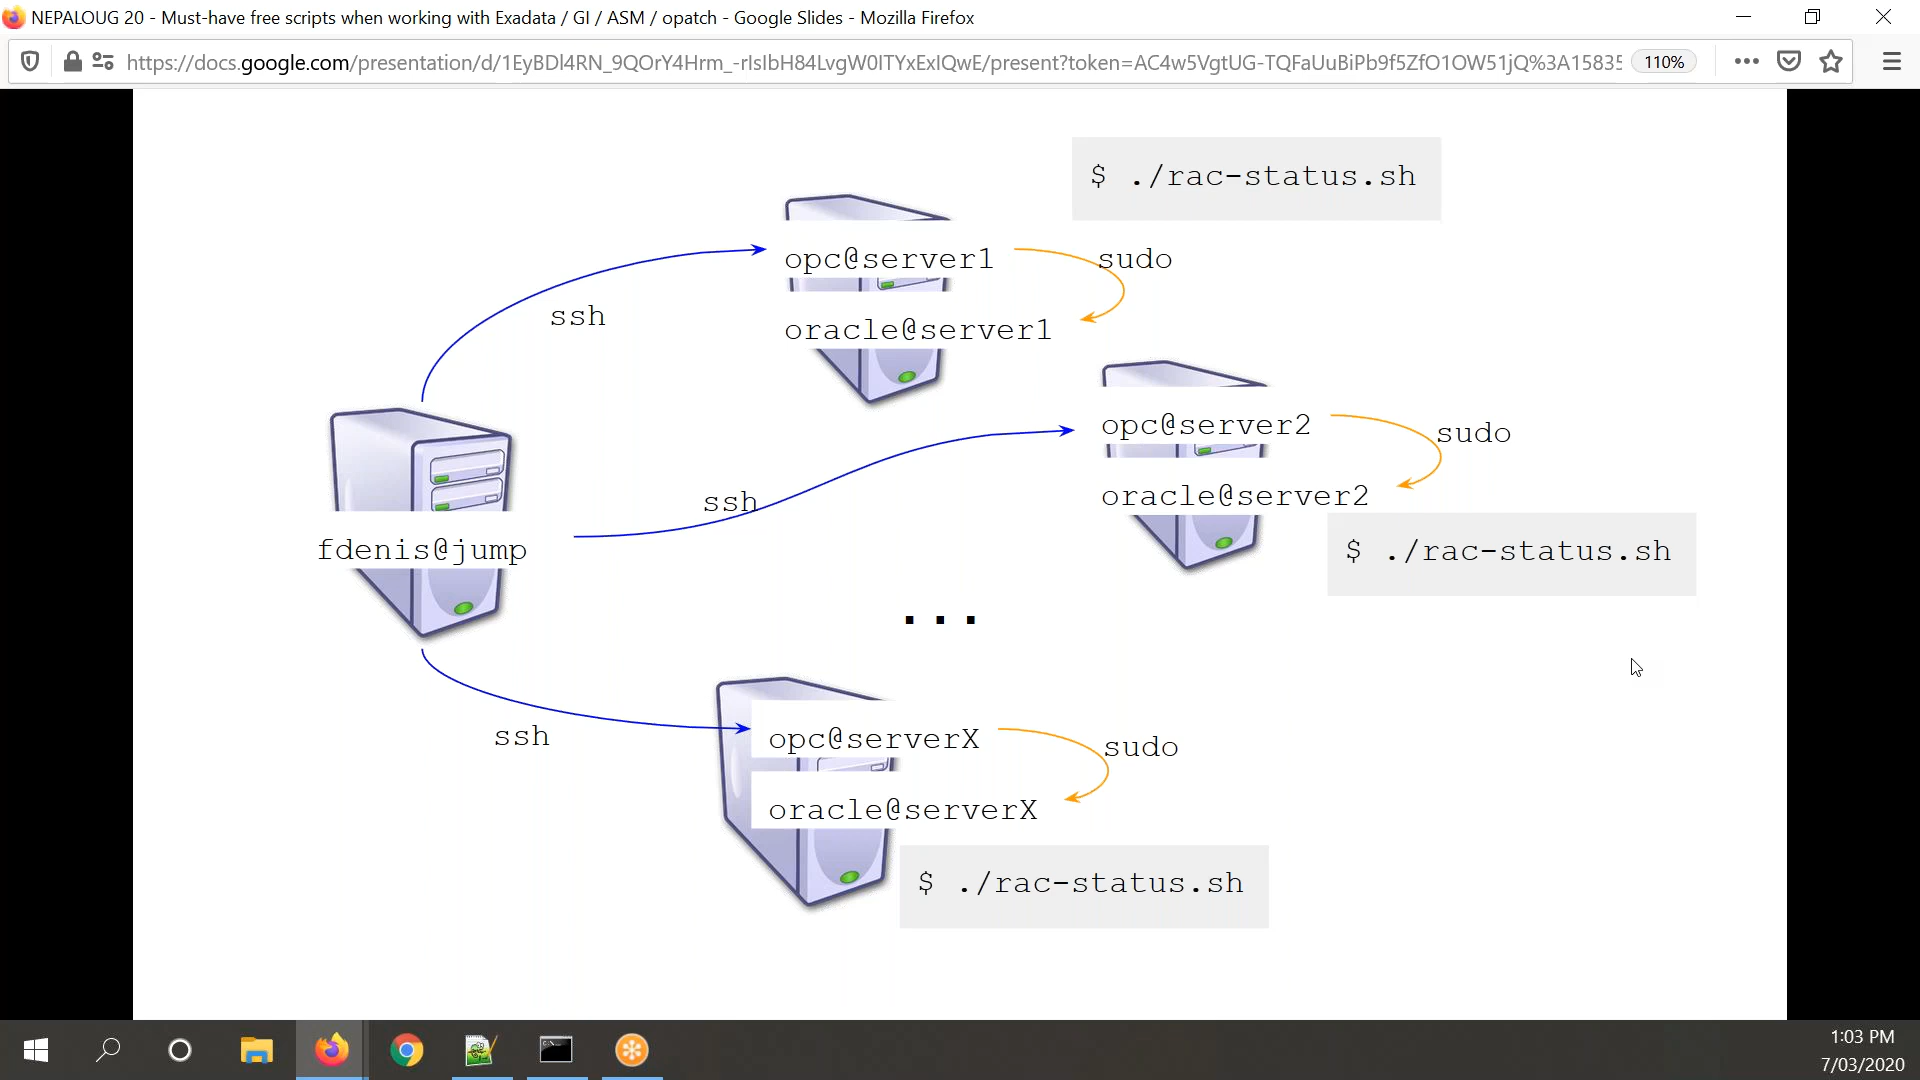 NEPALOUG 20 - Must-have free scripts when working with Exadata / GI / ASM / opatch - Google Slides - Mozilla Firefox
https://docs.google.com/presentation/d/1EyBDl4RN_9QOrY4Hrm_-rIsIbH84LvgW0ITYxExIQwE/present?token=AC4w5VgtUG-TQFaUuBiPb9f5ZfO1OW51jQ%3A15835
110%
$ ./rac-status.sh
opc@server1
sudo
ssh
oracle@server1
opc@server2
sudo
ssh
oracle@server2
fdenis@jump
$ ./rac-status.sh
...
ssh
opc@serverX
sudo
oracle@serverX
$ ./rac-status.sh
1:03 PM
7/03/2020